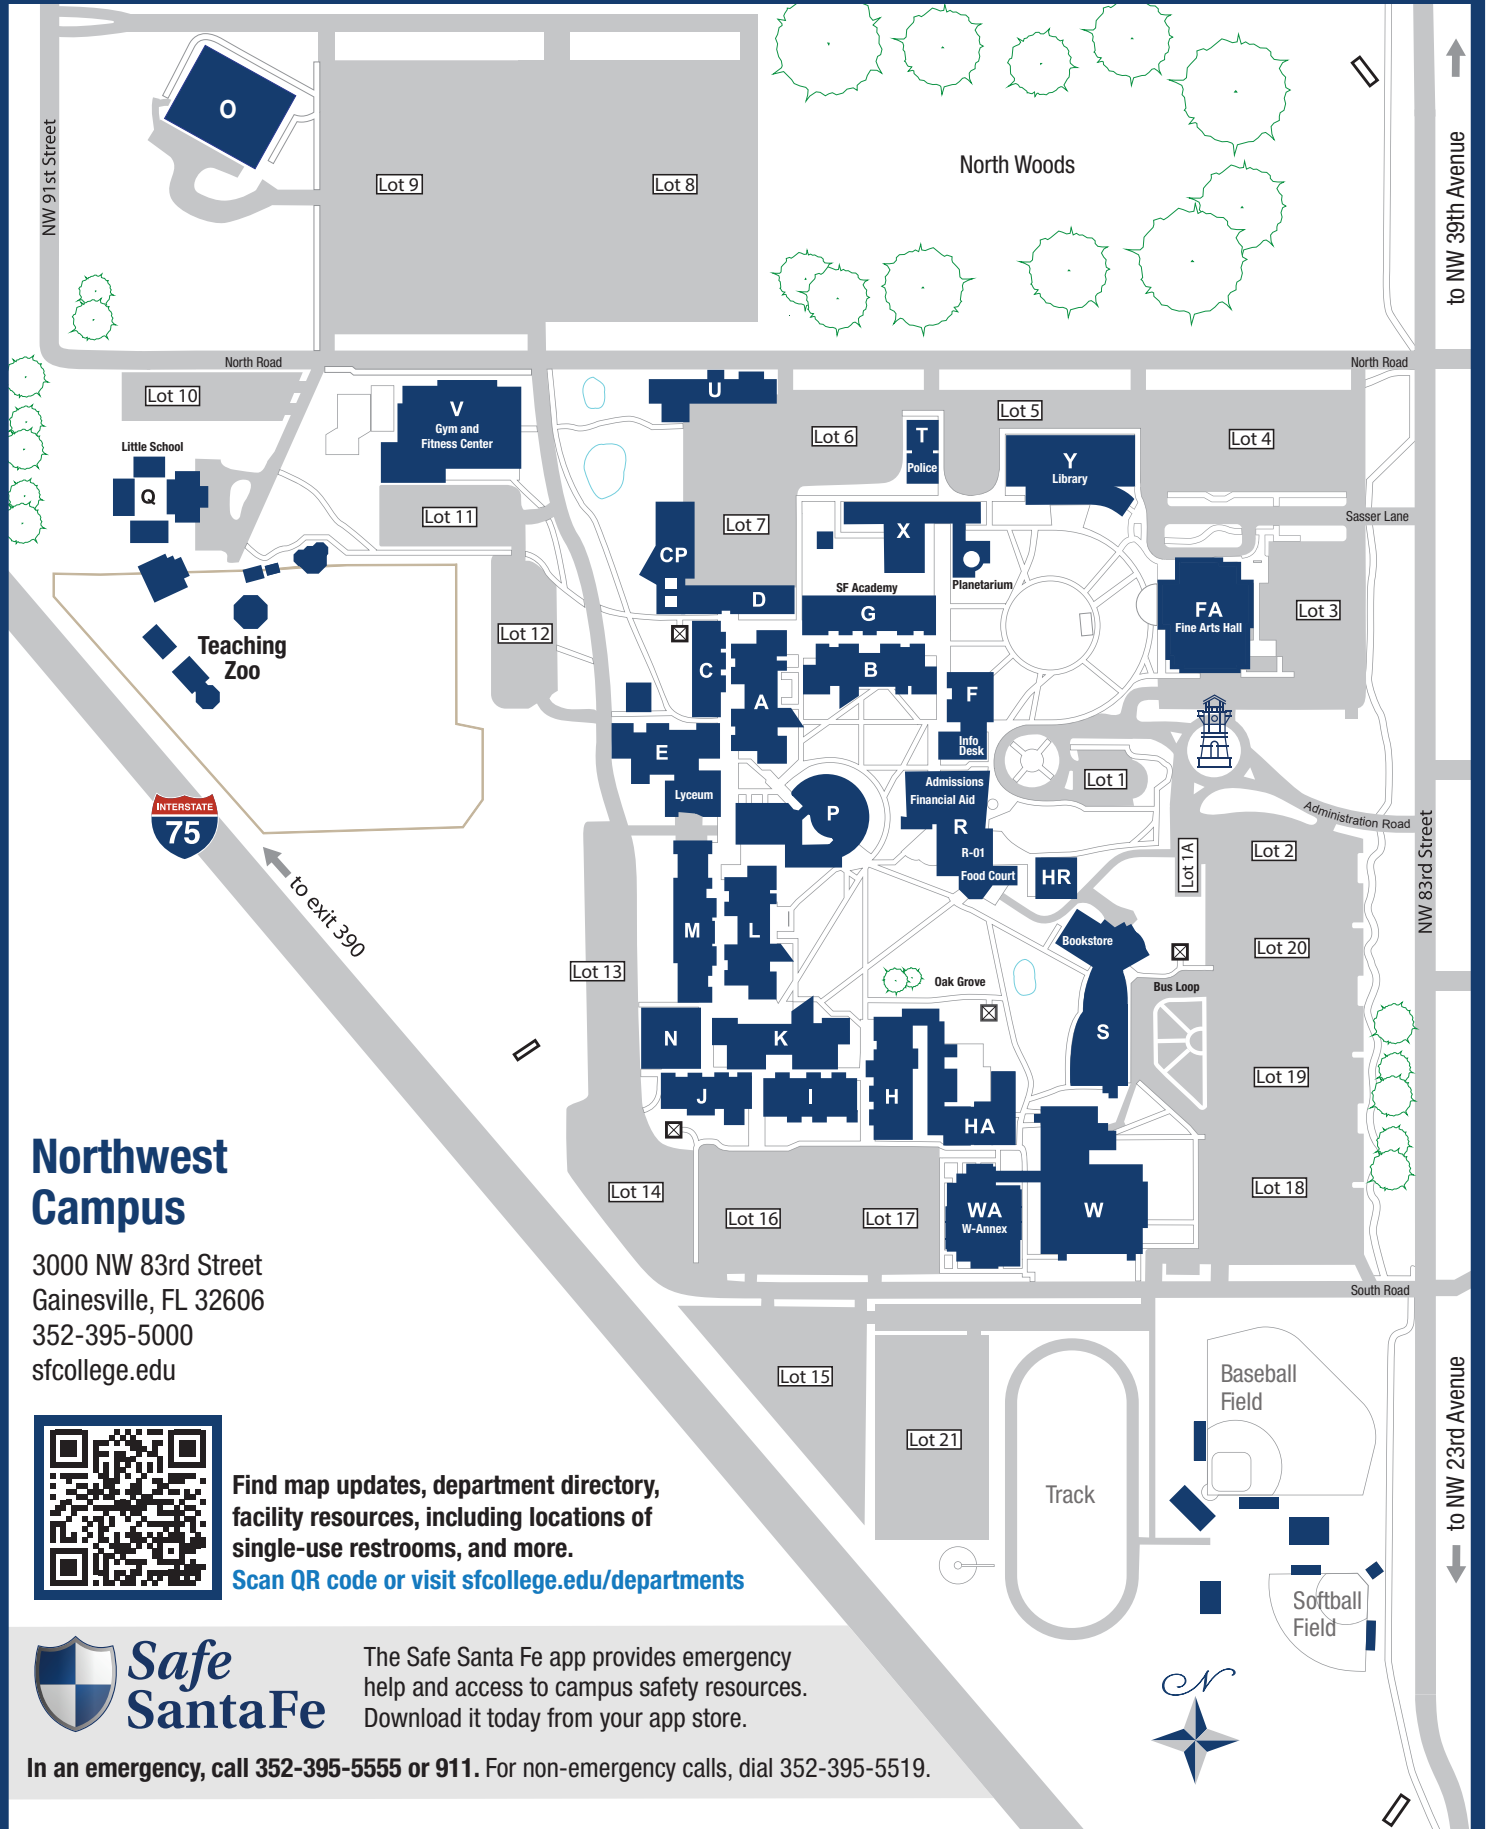 O
NW 91st Street
Lot 9
Lot 8
North Woods
to NW 39th Avenue
North Road
North Road
Lot 10
V
Gym and
Fitness Center
U
Lot 6
T
Police
Lot 5
Y
Library
Lot 4
Little School
Q
Lot 11
Lot 7
X
Sasser Lane
CP
Planetarium
SF Academy
D
G
FA
Fine Arts Hall
Lot 3
Teaching
Zoo
Lot 12
C
A
B
F
Info
Desk
E
Lyceum
Lot 1
INTERSTATE
75
P
Admissions
Financial Aid
R
R-01
Food Court
HR
Administration Road
Lot 1A
Lot 2
NW 83rd Street
to exit 390
M
L
Bookstore
Lot 20
Lot 13
Oak Grove
Bus Loop
N
K
S
J
I
H
HA
Lot 19
Northwest
Campus
3000 NW 83rd Street
Gainesville, FL 32606
352-395-5000
sfcollege.edu
Lot 14
Lot 16
Lot 17
WA
W-Annex
W
Lot 18
South Road
Lot 15
Lot 21
Track
Baseball
Field
Softball
Field
to NW 23rd Avenue
Find map updates, department directory,
facility resources, including locations of
single-use restrooms, and more.
Scan QR code or visit sfcollege.edu/departments
N
Safe
SantaFe
The Safe Santa Fe app provides emergency
help and access to campus safety resources.
Download it today from your app store.
In an emergency, call 352-395-5555 or 911. For non-emergency calls, dial 352-395-5519.